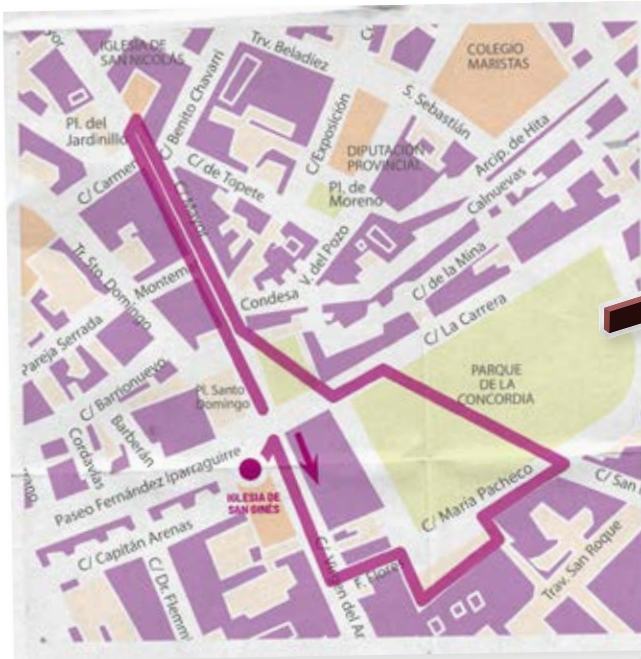 IGLESIA DE
SAN NICOLÁS
Trv. Beladíez
COLEGIO
MARISTAS
C/ Benito Chavarri
Pl. del
Jardinillo
C/Exposición
S. Sebastián
DIPUTACIÓN
PROVINCIAL
Arcip. de Hita
C/ Carmen
C/ de Topete
C/ Mayor
Pl. de
Moreno
Calnuevas
Tr. Sto. Domingo
Montem
V. del Pozo
C/ de la Mina
Condesa
C/ La Carrera
Pareja Serrada
C/ Barrionuevo
Pl. Santo
Domingo
PARQUE
DE LA
CONCORDIA
Cordavias
Barberán
Paseo Fernández Iparraguirre
IGLESIA DE
SAN GINÉS
C/ María Pacheco
C/ San
C/ Capitán Arenas
C/ Dr. Flemmi
Flores
Trav. San Roque